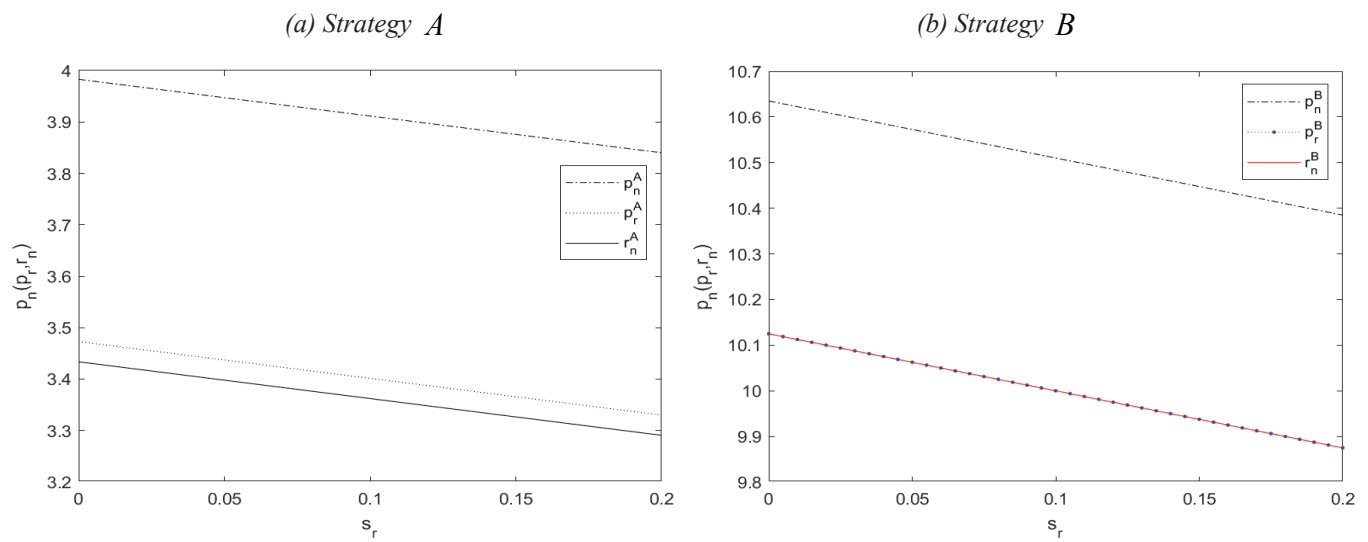 (a) Strategy A
4
3.9
3.8
3.7
3.6
3.5
3.4
3.3
3.2
0
0.05
0.1
0.15
0.2
p_n(p_r,r_n)
s_r
p_n^A
p_r^A
r_n^A
(b) Strategy B
10.7
10.6
10.5
10.4
10.3
10.2
10.1
10
9.9
9.8
0
0.05
0.1
0.15
0.2
p_n(p_r,r_n)
s_r
p_n^B
p_r^B
r_n^B